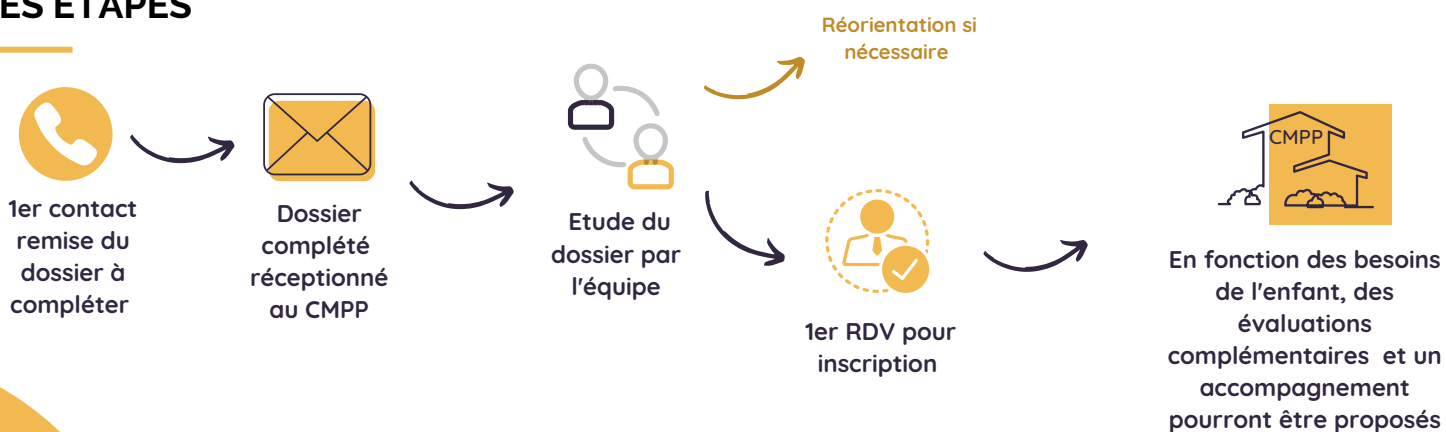 ES ETAPES
1er contact
remise du
dossier à
compléter
Dossier
complété
réceptionné
au CMPP
Etude du
dossier par
l'équipe
Réorientation si
nécessaire
1er RDV pour
inscription
CMPP
En fonction des besoins
de l'enfant, des
évaluations
complémentaires et un
accompagnement
pourront être proposés